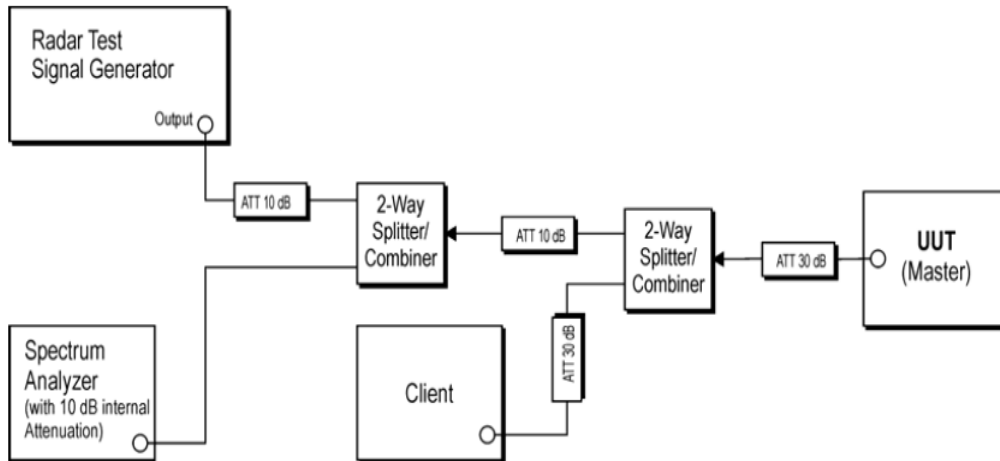 Radar Test
Signal Generator
Output
ATT 10 dB
2-Way
Splitter/
Combiner
ATT 10 dB
2-Way
Splitter/
Combiner
ATT 30 dB
UUT
(Master)
Spectrum
Analyzer
(with 10 dB internal
Attenuation)
Client
ATT 30 dB